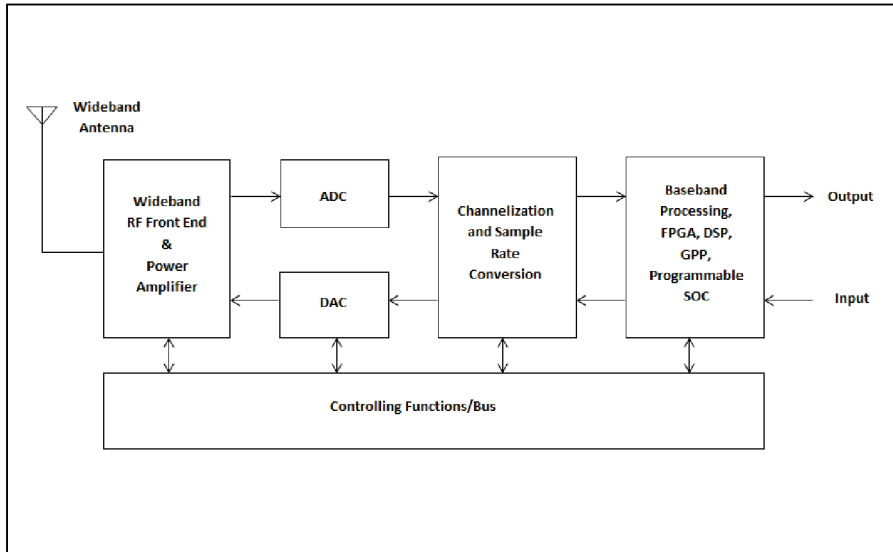 Wideband
Antenna
Wideband
RF Front End
&
Power
Amplifier
ADC
DAC
Channelization
and Sample
Rate
Conversion
Baseband
Processing,
FPGA, DSP,
GPP,
Programmable
SOC
Output
Input
Controlling Functions/Bus